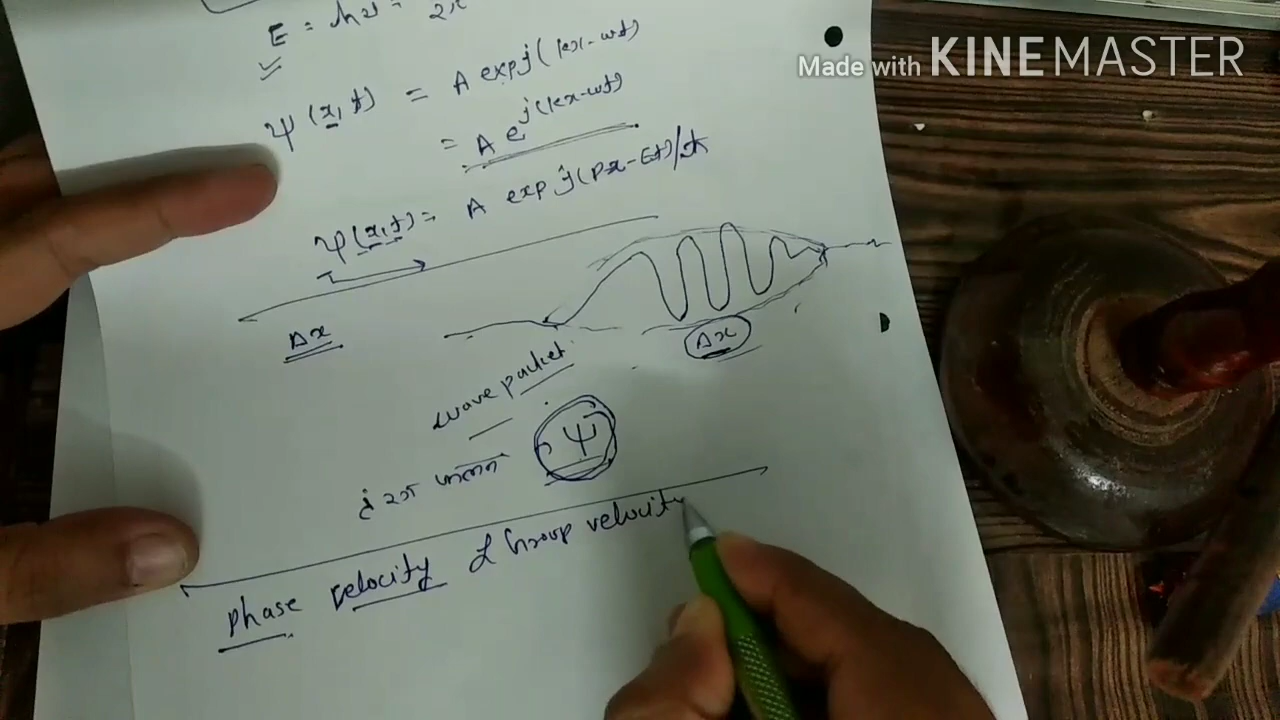 E = hν = 2π
Made with KINEMASTER
ψ(x,t) = A exp j(kx-ωt)
= A e^j(kx-ωt)
ψ(x,t) = A exp j(Px-Et)/ħ
Δx
Δx
wave packet
ψ
Phase velocity & Group velocity